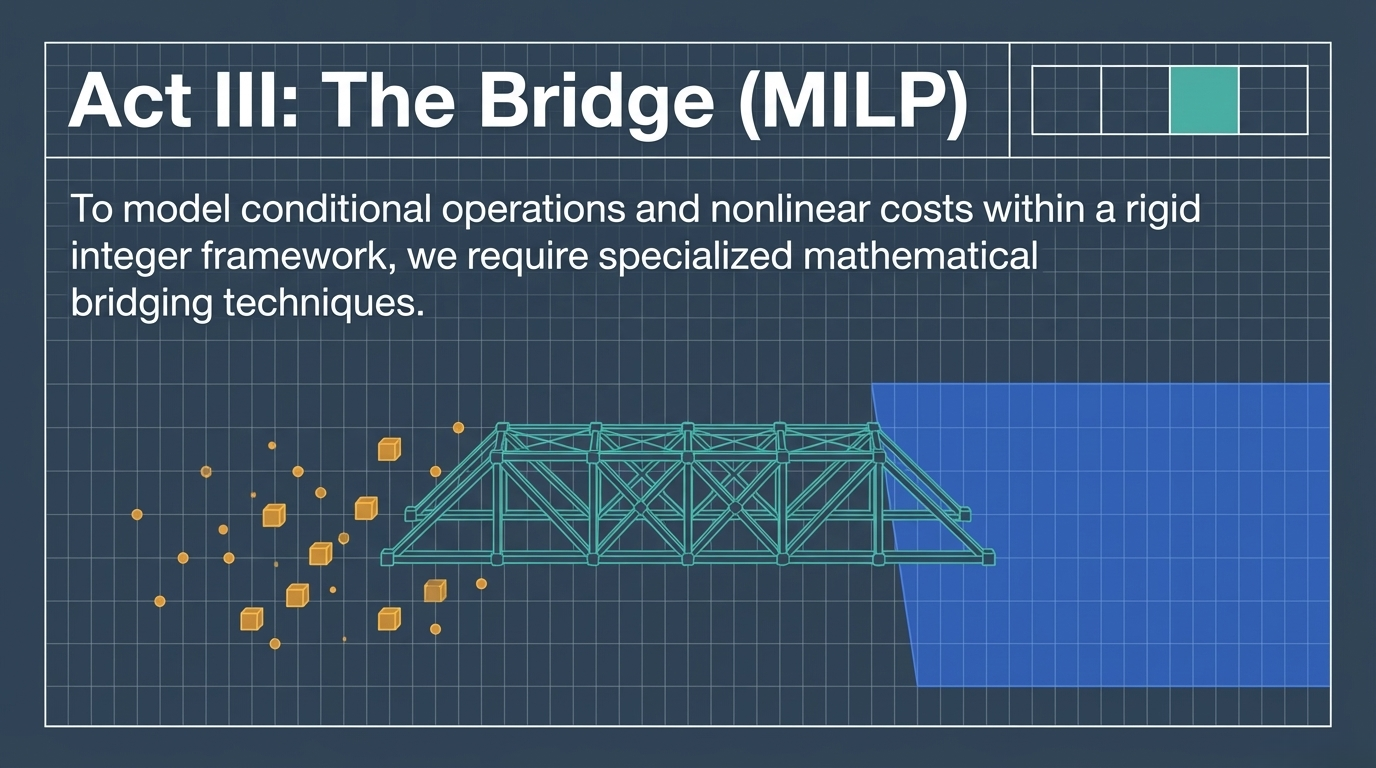 Act III: The Bridge (MILP)
To model conditional operations and nonlinear costs within a rigid
integer framework, we require specialized mathematical
bridging techniques.